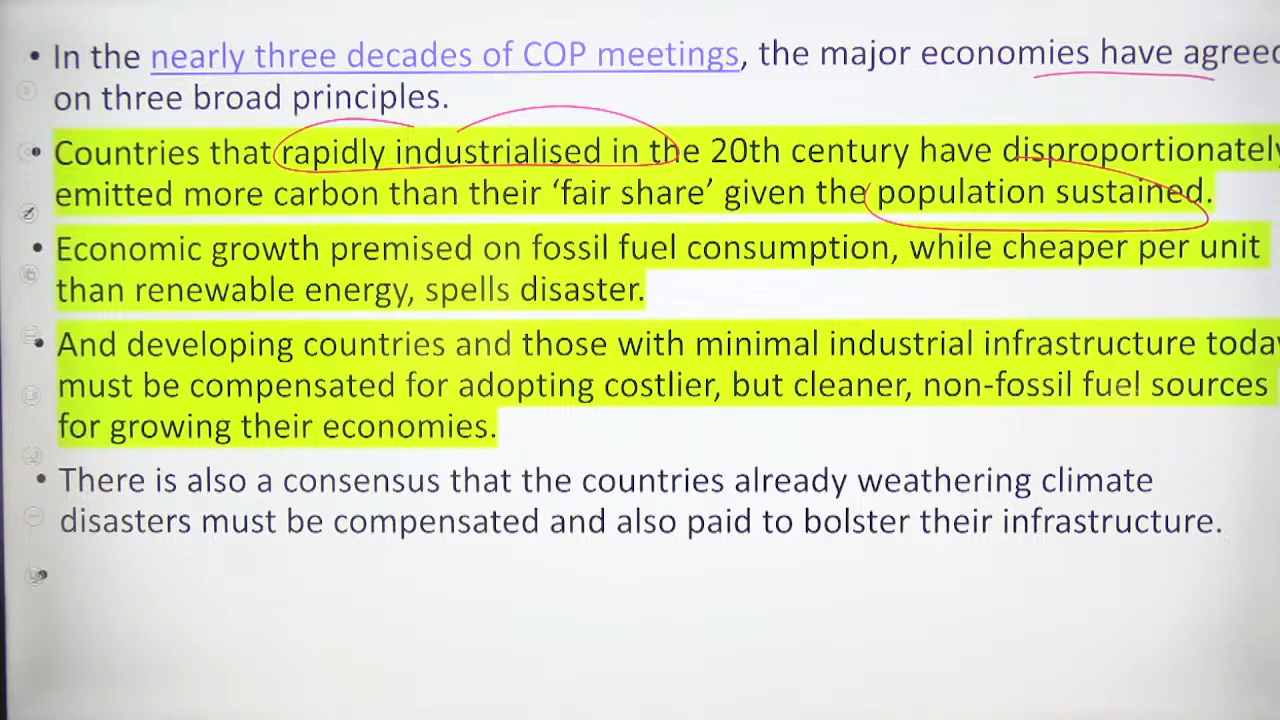 • In the nearly three decades of COP meetings, the major economies have agreed
on three broad principles.
• Countries that rapidly industrialised in the 20th century have disproportionately
emitted more carbon than their ‘fair share’ given the population sustained.
• Economic growth premised on fossil fuel consumption, while cheaper per unit
than renewable energy, spells disaster.
• And developing countries and those with minimal industrial infrastructure today
must be compensated for adopting costlier, but cleaner, non-fossil fuel sources
for growing their economies.
• There is also a consensus that the countries already weathering climate
disasters must be compensated and also paid to bolster their infrastructure.